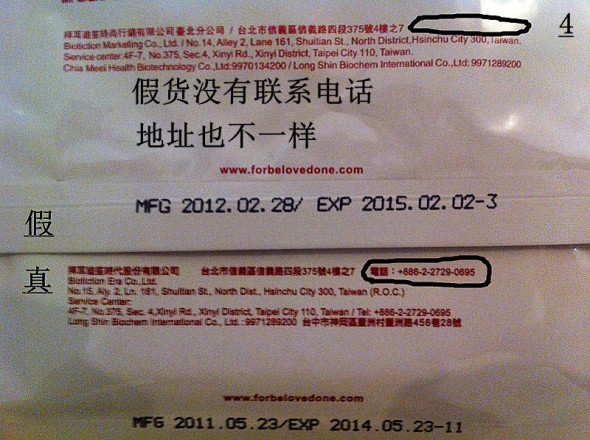 4
拜耳迪笙時尚行銷有限公司臺北分公司 / 台北市信義區信義路四段375號4樓之7
Biotiction Marketing Co., Ltd. / No.14, Alley 2, Lane 161, Shuitian St., North District,Hsinchu City 300,Taiwan.
Service center:4F-7, No.375, Sec.4, Xinyi Rd., Xinyi District, Taipei City 110, Taiwan.
Chia Meei Health Biotechnology Co.,Ltd:9970134200 / Long Shin Biochem International Co., Ltd:9971289200
假货没有联系电话
地址也不一样
www.forbelovedone.com
MFG 2012.02.28/ EXP 2015.02.02-3
假
真
時代股份有限公司 台北市信義區信義路四段375號4樓之7 電話：+886-2-2729-0695
Biotiction Era Co.,Ltd.
No.15, Aly. 2, Ln. 161, Shuitian St., North Dist., Hsinchu City 300, Taiwan (R.O.C.)
Service Center:
4F-7, No.375, Sec. 4,Xinyi Rd., Xinyi District, Taipei City 110, Taiwan / Tel: +886-2-2729-0695
Long Shin Biochem International Co., Ltd.:9971289200 台中市神岡區豐洲村豐洲路456巷28號
www.forbelovedone.com
MFG 2011.05.23/EXP 2014.05.23-11